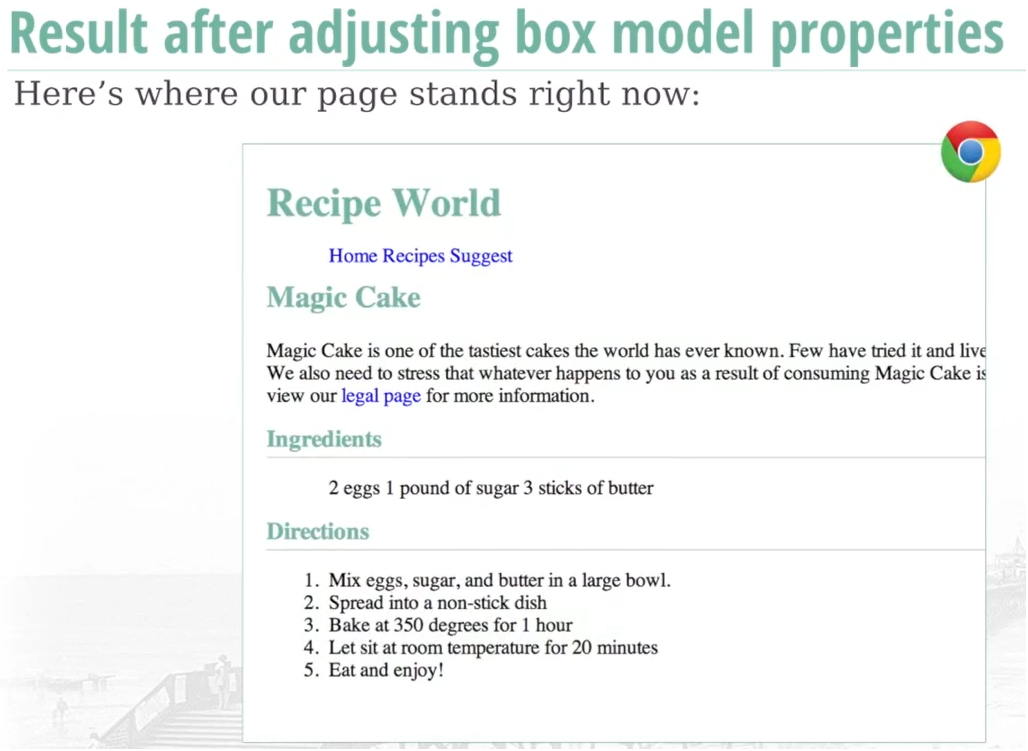 Result after adjusting box model properties
Here’s where our page stands right now:
Recipe World
Home Recipes Suggest
Magic Cake
Magic Cake is one of the tastiest cakes the world has ever known. Few have tried it and live
We also need to stress that whatever happens to you as a result of consuming Magic Cake is
view our legal page for more information.
Ingredients
2 eggs 1 pound of sugar 3 sticks of butter
Directions
1. Mix eggs, sugar, and butter in a large bowl.
2. Spread into a non-stick dish
3. Bake at 350 degrees for 1 hour
4. Let sit at room temperature for 20 minutes
5. Eat and enjoy!